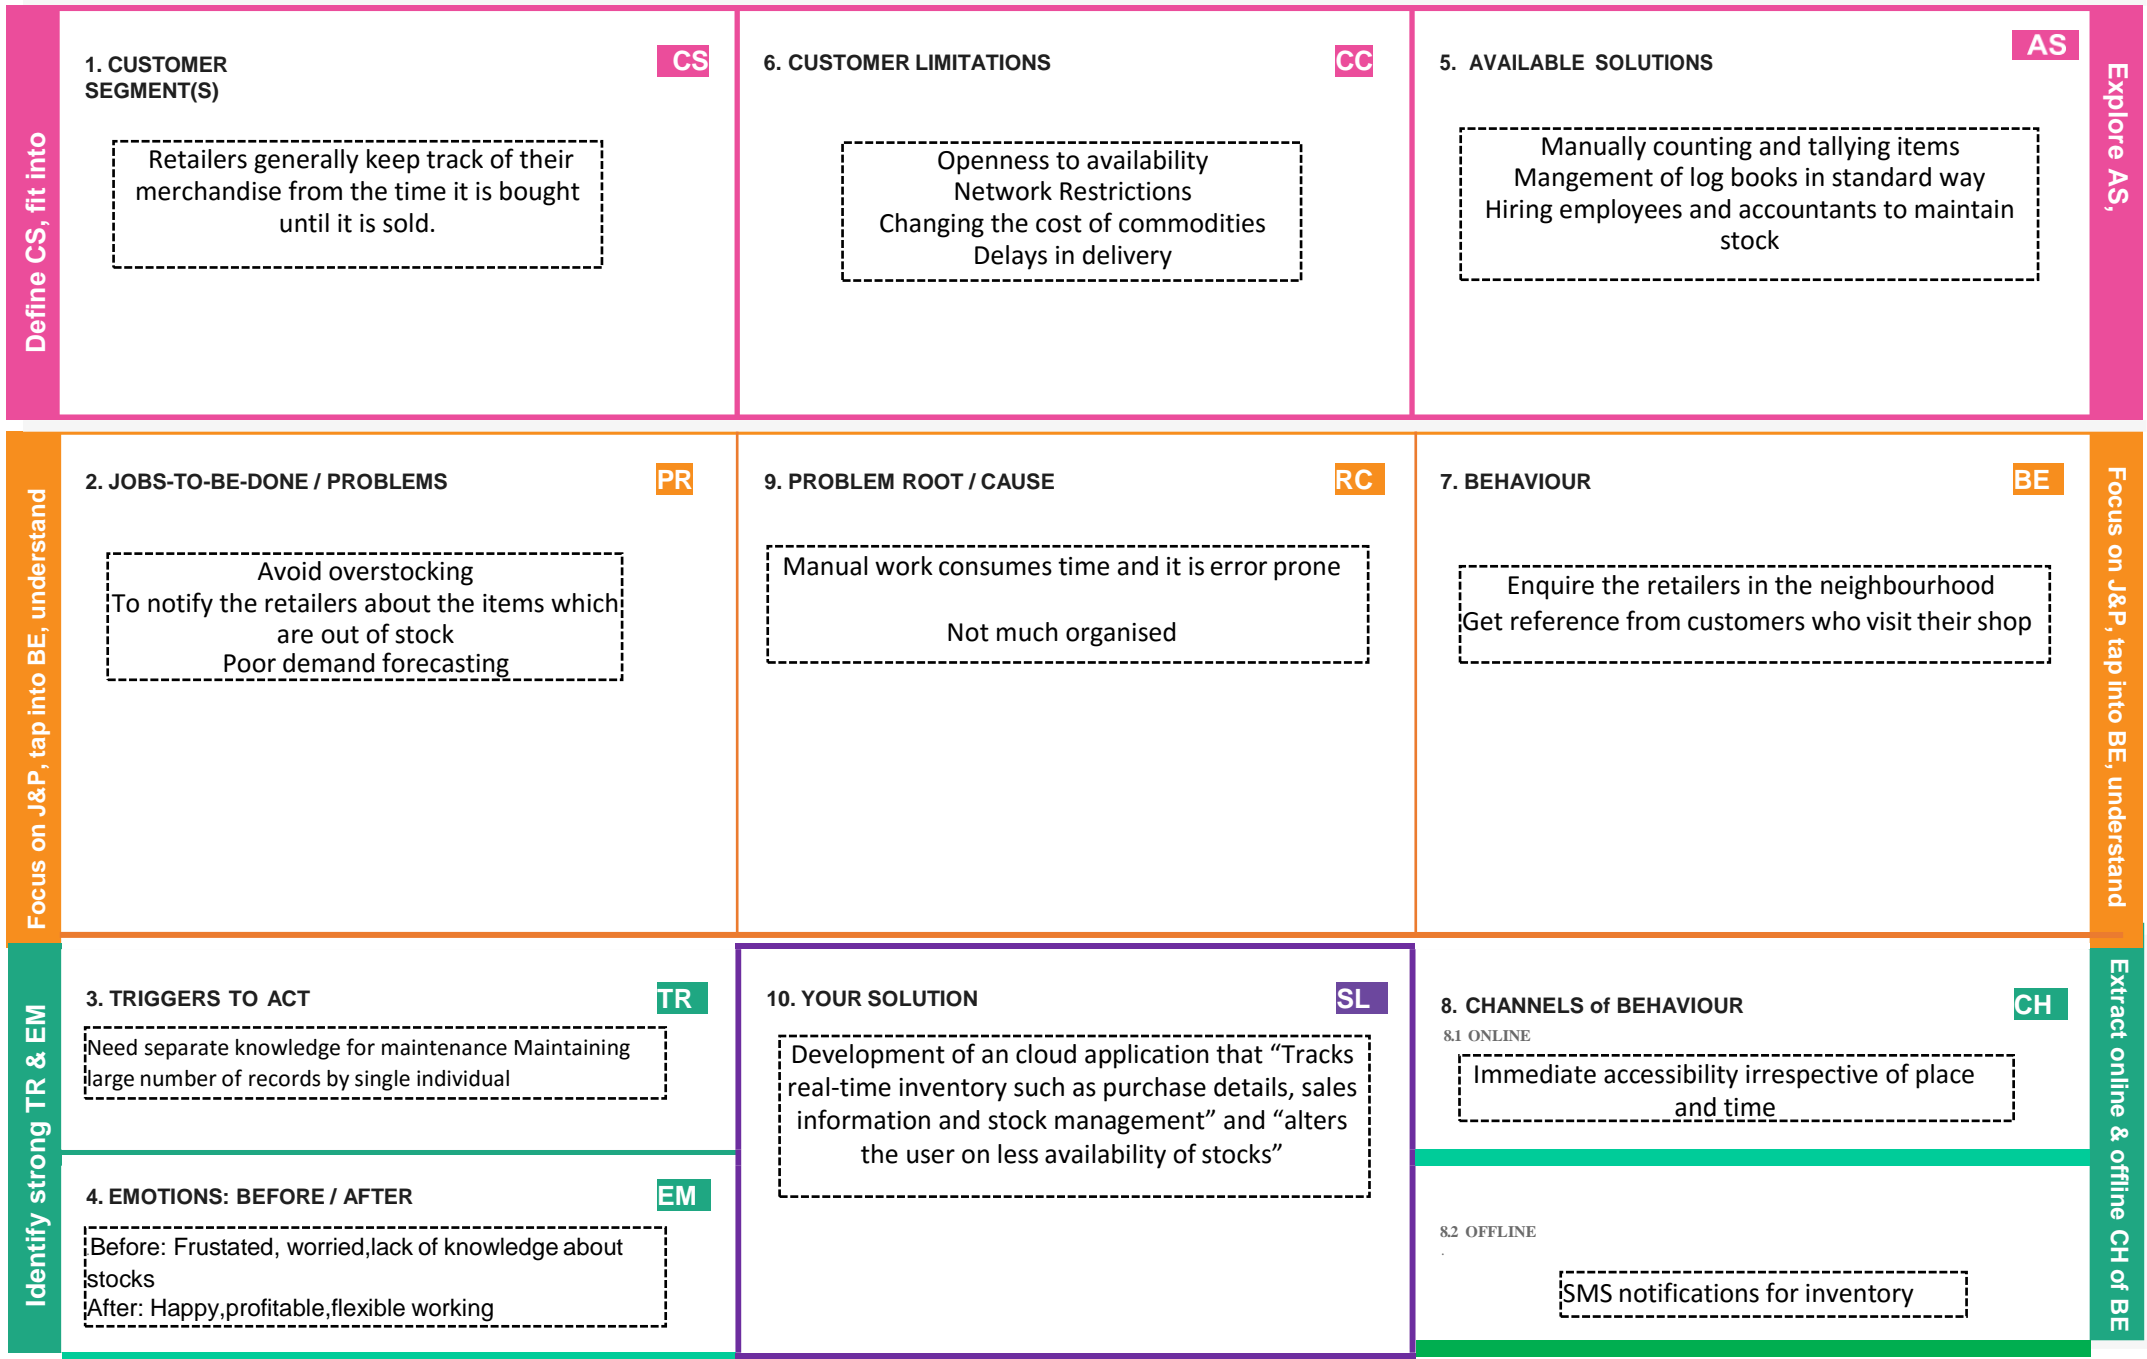 Define CS, fit into
1. CUSTOMER
SEGMENT(S)
CS
Retailers generally keep track of their
merchandise from the time it is bought
until it is sold.
6. CUSTOMER LIMITATIONS
CC
Openness to availability
Network Restrictions
Changing the cost of commodities
Delays in delivery
5. AVAILABLE SOLUTIONS
AS
Manually counting and tallying items
Mangement of log books in standard way
Hiring employees and accountants to maintain
stock
Explore AS,
Focus on J&P, tap into BE, understand
2. JOBS-TO-BE-DONE / PROBLEMS
PR
Avoid overstocking
To notify the retailers about the items which
are out of stock
Poor demand forecasting
9. PROBLEM ROOT / CAUSE
RC
Manual work consumes time and it is error prone
Not much organised
7. BEHAVIOUR
BE
Enquire the retailers in the neighbourhood
Get reference from customers who visit their shop
Focus on J&P, tap into BE, understand
Identify strong TR & EM
3. TRIGGERS TO ACT
TR
Need separate knowledge for maintenance Maintaining
large number of records by single individual
4. EMOTIONS: BEFORE / AFTER
EM
Before: Frustated, worried,lack of knowledge about
stocks
After: Happy,profitable,flexible working
10. YOUR SOLUTION
SL
Development of an cloud application that “Tracks
real-time inventory such as purchase details, sales
information and stock management” and “alters
the user on less availability of stocks”
8. CHANNELS of BEHAVIOUR
CH
8.1 ONLINE
Immediate accessibility irrespective of place
and time
8.2 OFFLINE
.
SMS notifications for inventory
Extract online & offline CH of BE